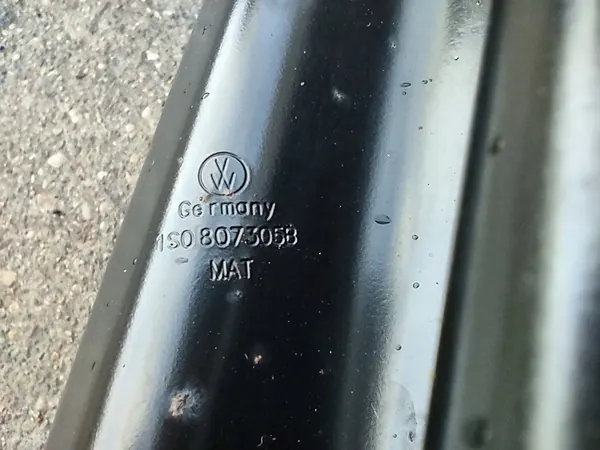 VW
Germany
1S0 807305B
MAT